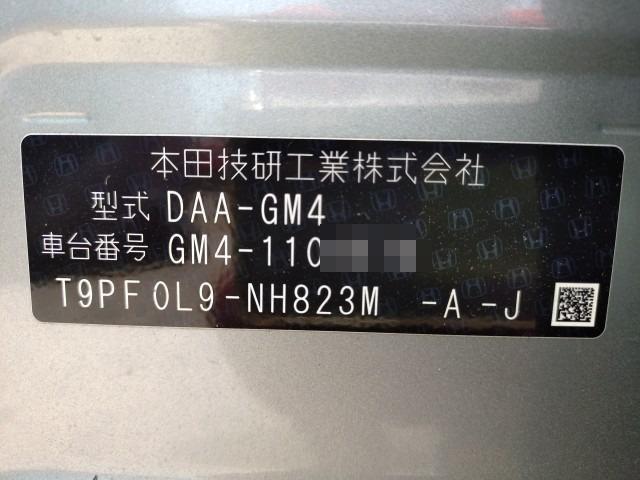 本田技研工業株式会社
型式 DAA-GM4
車台番号 GM4-110
T9PF0L9-NH823M -A -J